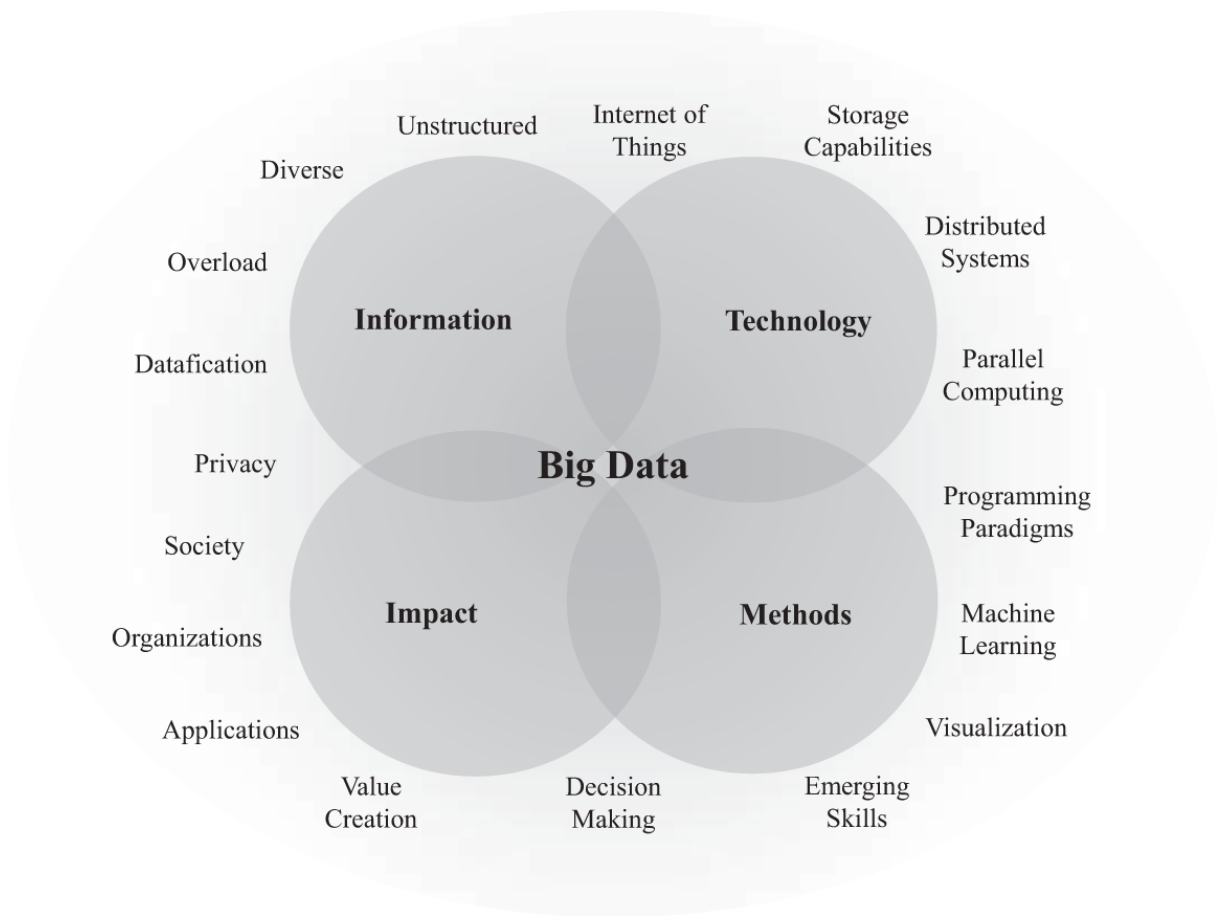 Unstructured
Internet of
Things
Storage
Capabilities
Diverse
Distributed
Systems
Overload
Information
Technology
Datafication
Parallel
Computing
Privacy
Big Data
Programming
Paradigms
Society
Impact
Methods
Machine
Learning
Organizations
Applications
Visualization
Value
Creation
Decision
Making
Emerging
Skills